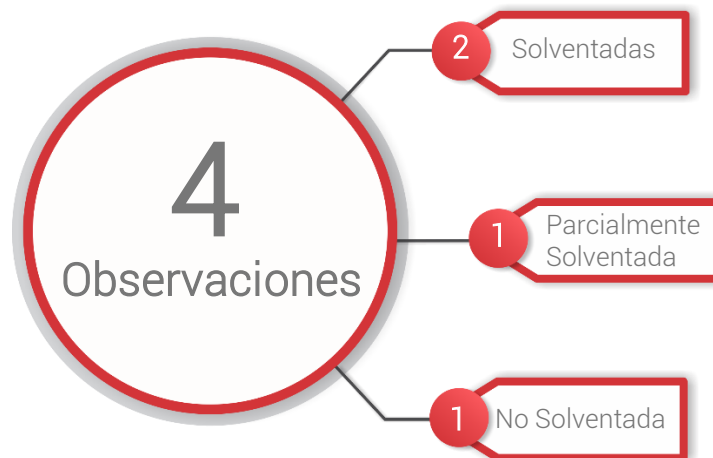 4
Observaciones
2
Solventadas
1
Parcialmente
Solventada
1
No Solventada